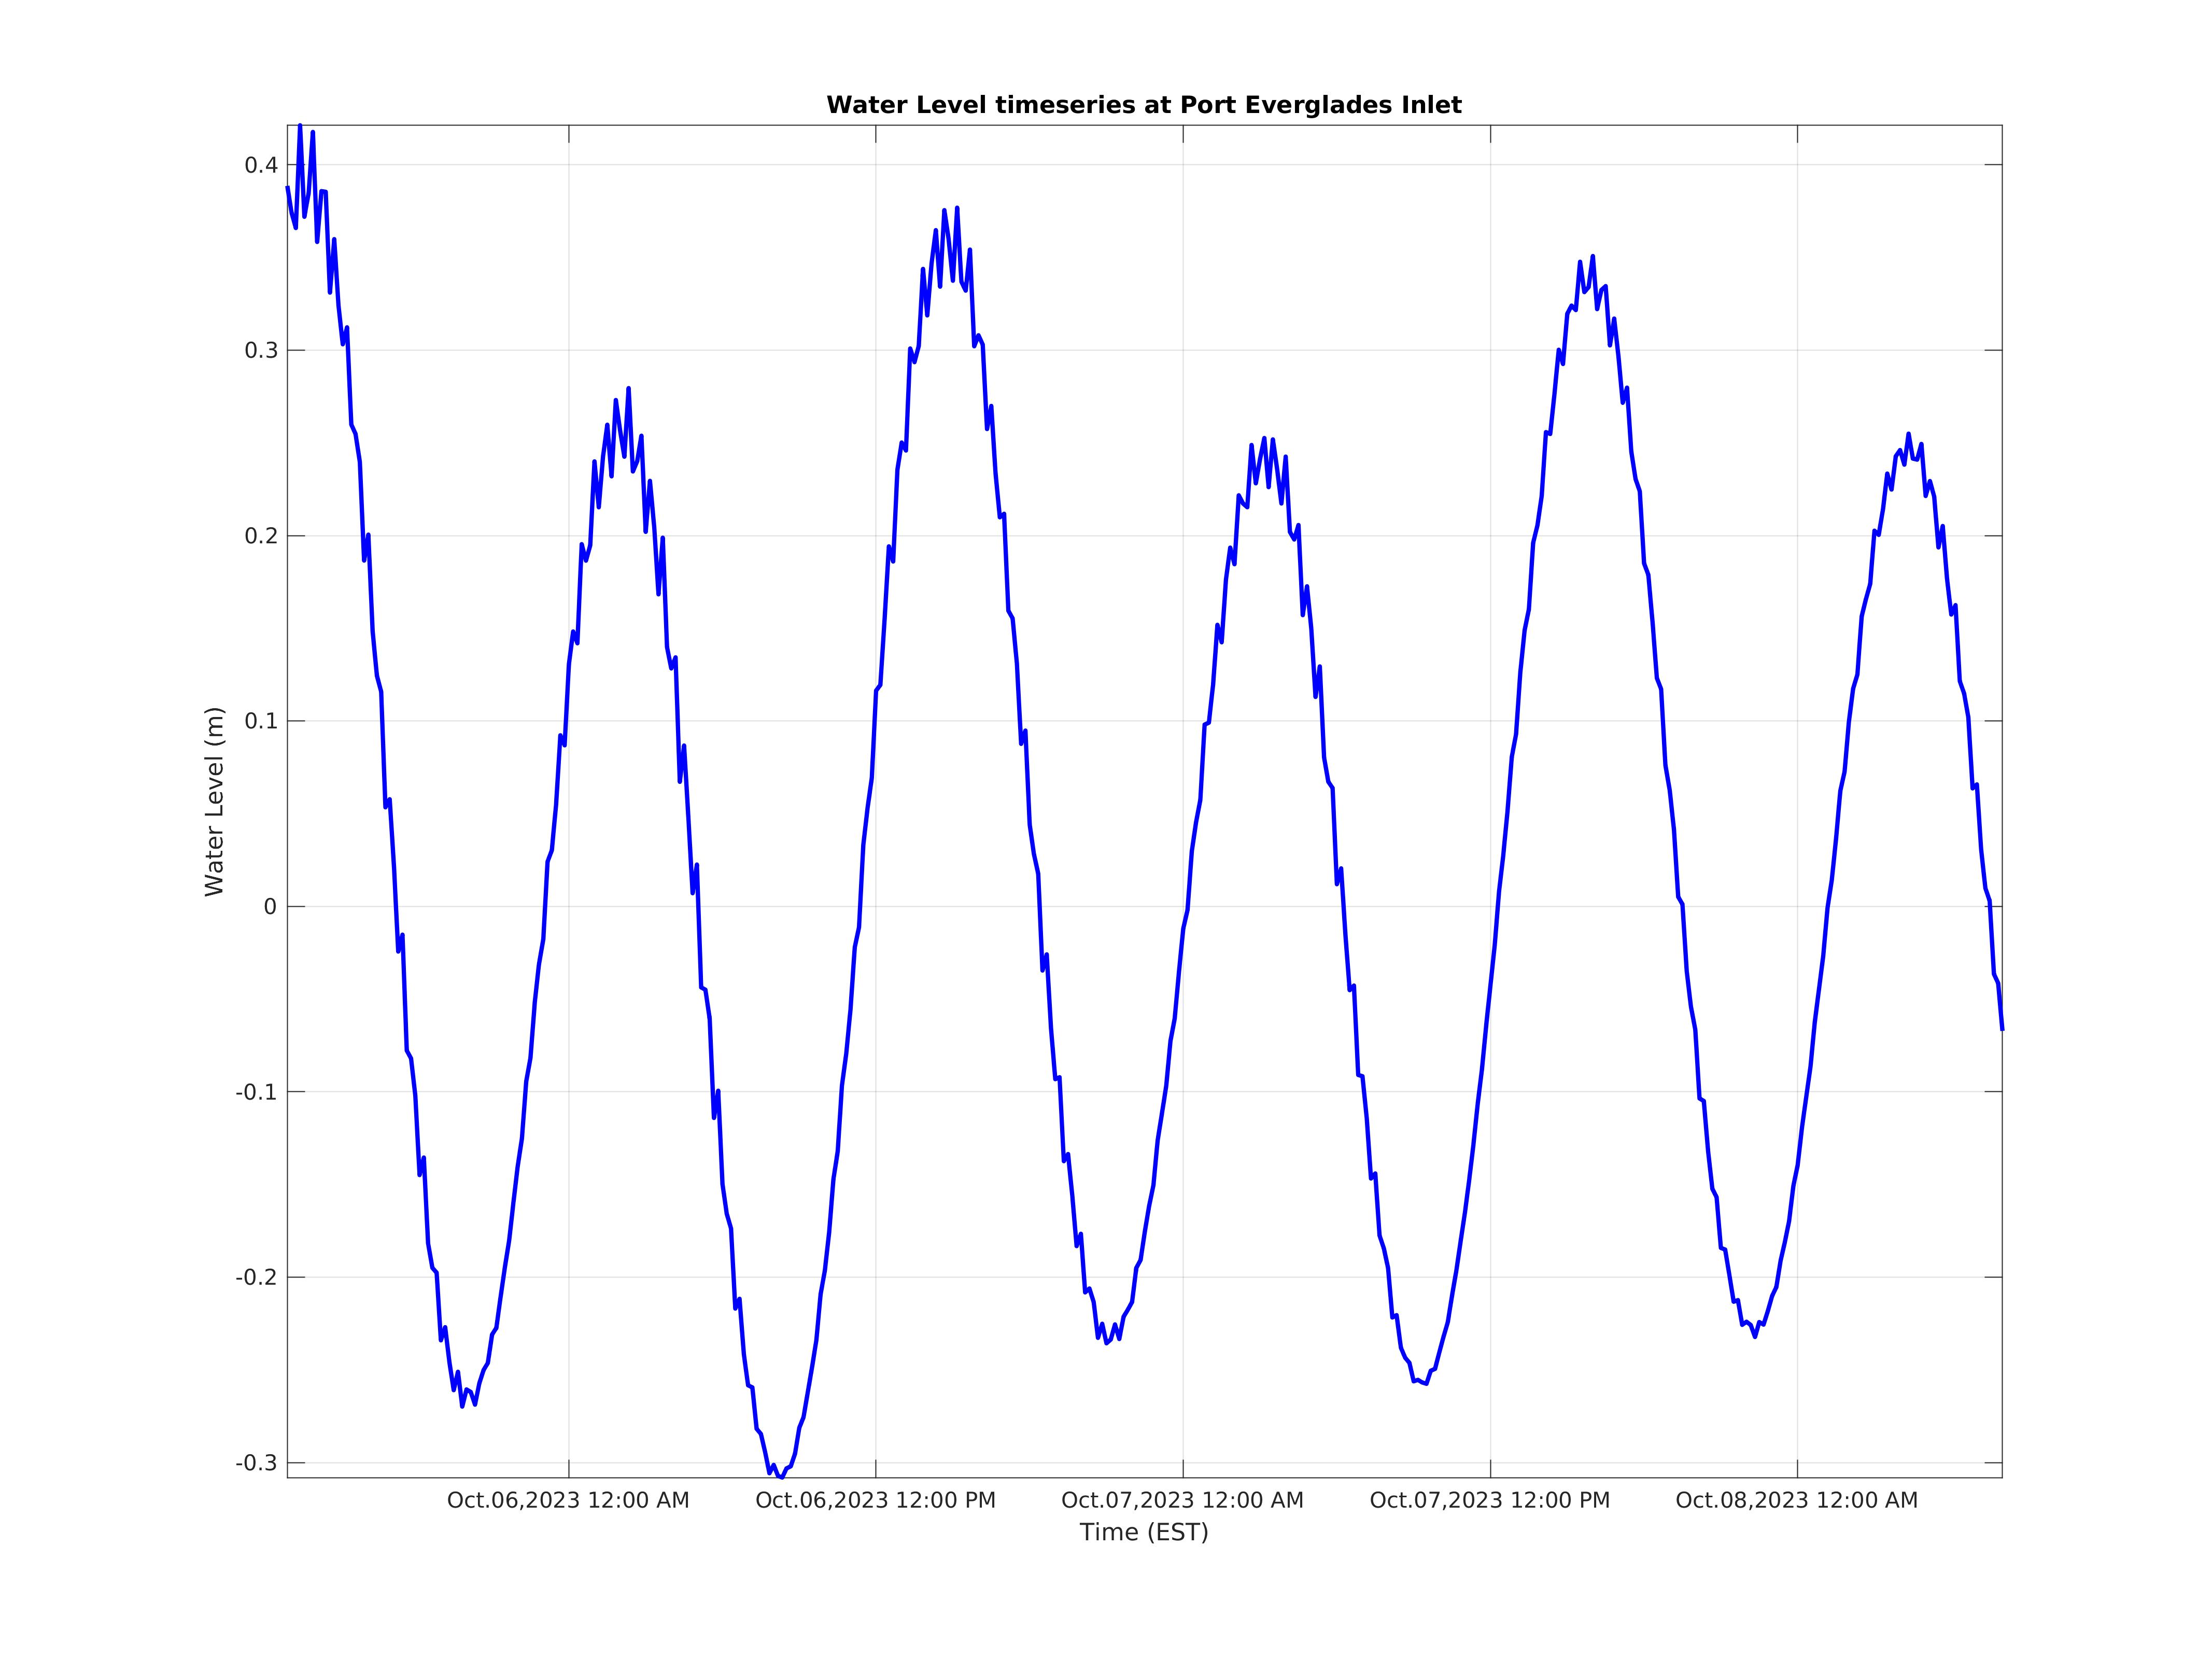 Water Level timeseries at Port Everglades Inlet
0.4
0.3
0.2
0.1
0
-0.1
-0.2
-0.3
Water Level (m)
Oct.06,2023 12:00 AM Oct.06,2023 12:00 PM Oct.07,2023 12:00 AM Oct.07,2023 12:00 PM Oct.08,2023 12:00 AM
Time (EST)